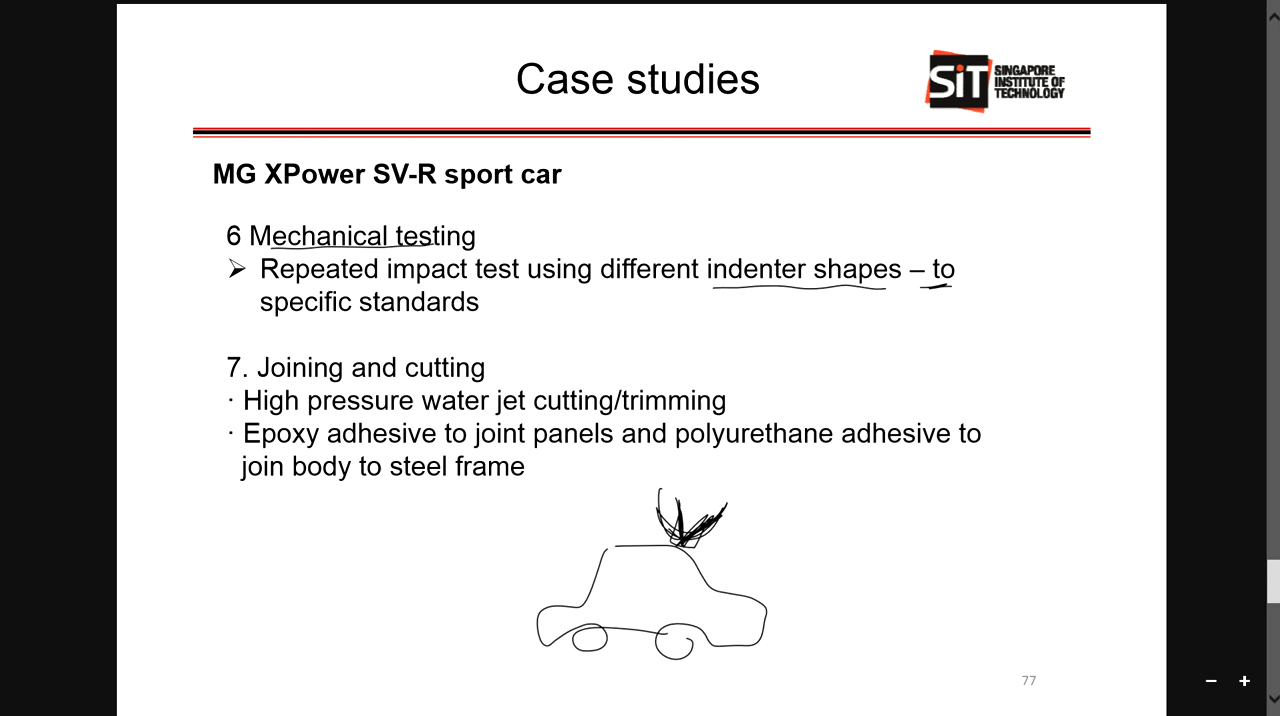 Case studies
SiT SINGAPORE
INSTITUTE OF
TECHNOLOGY
MG XPower SV-R sport car
6 Mechanical testing
➢ Repeated impact test using different indenter shapes – to
specific standards
7. Joining and cutting
· High pressure water jet cutting/trimming
· Epoxy adhesive to joint panels and polyurethane adhesive to
join body to steel frame
77